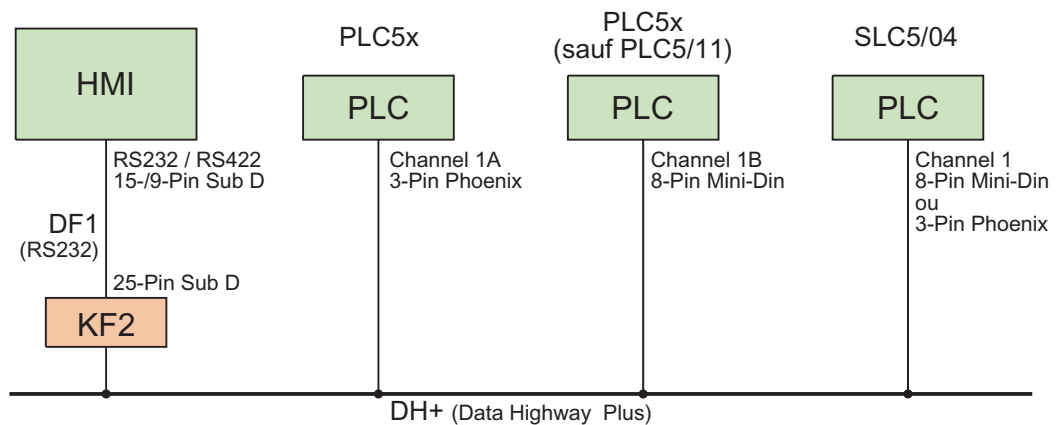 HMI
RS232 / RS422
15-/9-Pin Sub D
DF1
(RS232)
25-Pin Sub D
KF2
PLC5x
PLC
Channel 1A
3-Pin Phoenix
PLC5x
(sauf PLC5/11)
PLC
Channel 1B
8-Pin Mini-Din
SLC5/04
PLC
Channel 1
8-Pin Mini-Din
ou
3-Pin Phoenix
DH+ (Data Highway Plus)